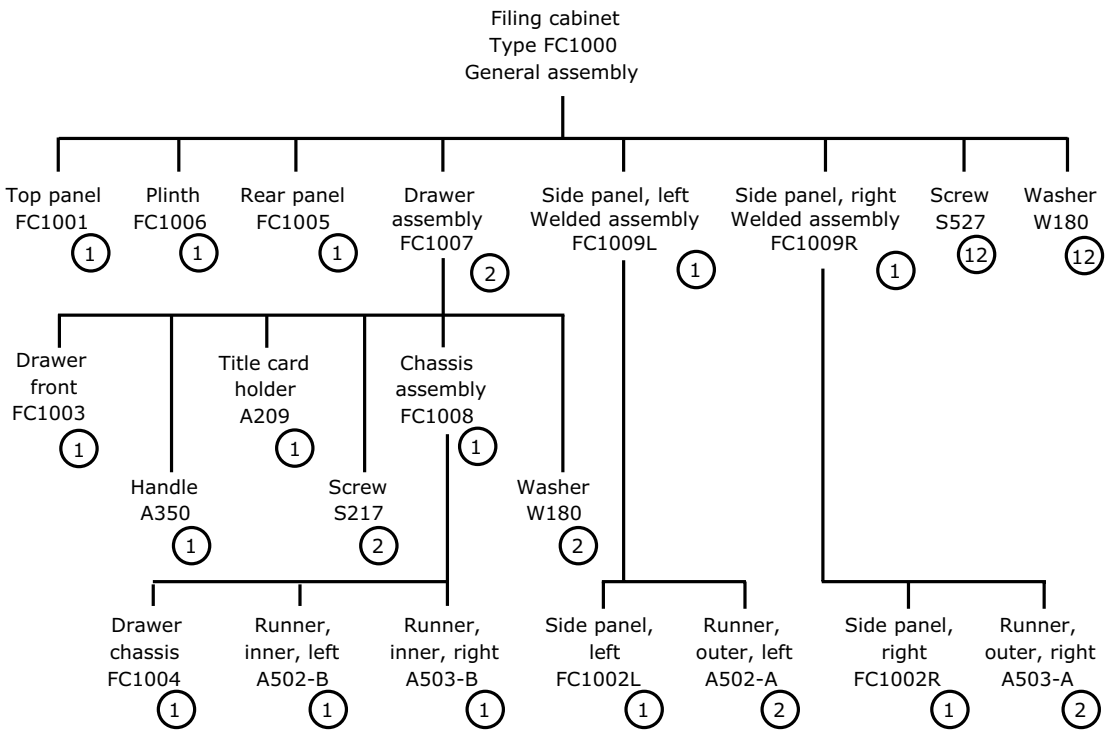 Filing cabinet
Type FC1000
General assembly
Top panel
FC1001
1
Plinth
FC1006
1
Rear panel
FC1005
1
Drawer
assembly
FC1007
2
Side panel, left
Welded assembly
FC1009L
1
Side panel, right
Welded assembly
FC1009R
1
Screw
S527
12
Washer
W180
12
Drawer
front
FC1003
1
Handle
A350
1
Title card
holder
A209
1
Screw
S217
2
Chassis
assembly
FC1008
1
Washer
W180
2
Drawer
chassis
FC1004
1
Runner,
inner, left
A502-B
1
Runner,
inner, right
A503-B
1
Side panel,
left
FC1002L
1
Runner,
outer, left
A502-A
2
Side panel,
right
FC1002R
1
Runner,
outer, right
A503-A
2